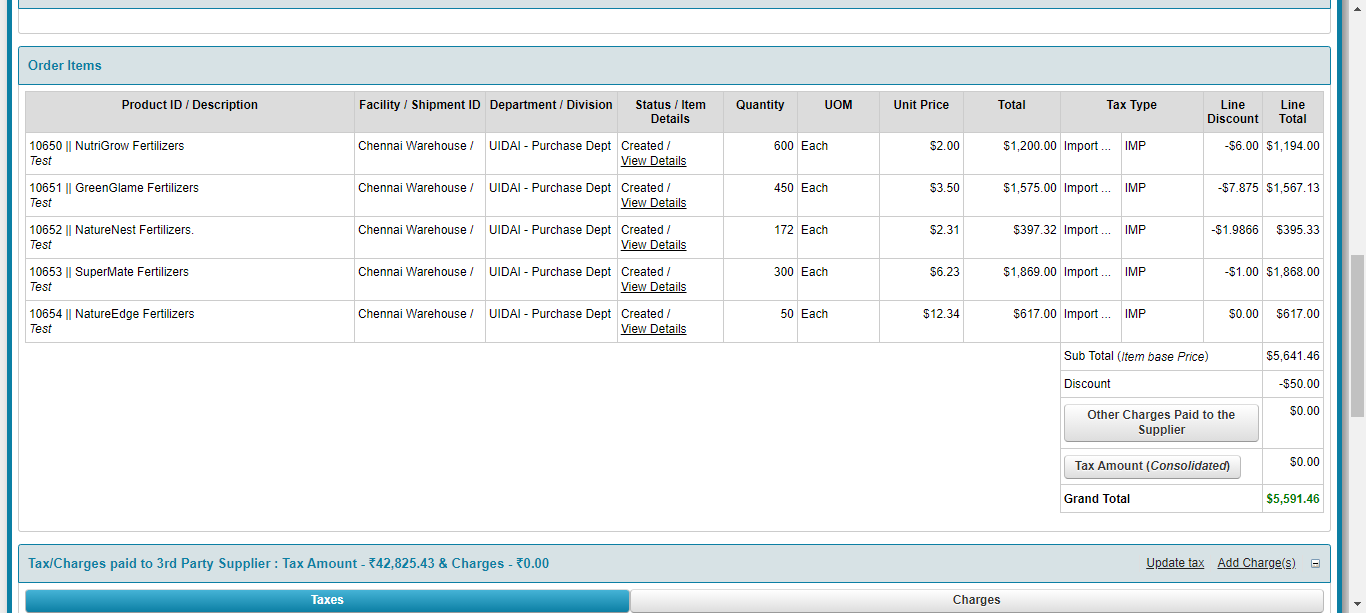 Order Items
Product ID / Description Facility / Shipment ID Department / Division Status / Item Details Quantity UOM Unit Price Total Tax Type Line Discount Line Total
10650 || NutriGrow Fertilizers Chennai Warehouse / UIDAI - Purchase Dept Created / 600 Each $2.00 $1,200.00 Import ... IMP -$6.00 $1,194.00
Test View Details
10651 || GreenGlame Fertilizers Chennai Warehouse / UIDAI - Purchase Dept Created / 450 Each $3.50 $1,575.00 Import ... IMP -$7.875 $1,567.13
Test View Details
10652 || NatureNest Fertilizers. Chennai Warehouse / UIDAI - Purchase Dept Created / 172 Each $2.31 $397.32 Import ... IMP -$1.9866 $395.33
Test View Details
10653 || SuperMate Fertilizers Chennai Warehouse / UIDAI - Purchase Dept Created / 300 Each $6.23 $1,869.00 Import ... IMP -$1.00 $1,868.00
Test View Details
10654 || NatureEdge Fertilizers Chennai Warehouse / UIDAI - Purchase Dept Created / 50 Each $12.34 $617.00 Import ... IMP $0.00 $617.00
Test View Details
Sub Total (Item base Price) $5,641.46
Discount -$50.00
Other Charges Paid to the Supplier $0.00
Tax Amount (Consolidated) $0.00
Grand Total $5,591.46
Tax/Charges paid to 3rd Party Supplier : Tax Amount - ₹42,825.43 & Charges - ₹0.00 Update tax Add Charge(s)
Taxes Charges